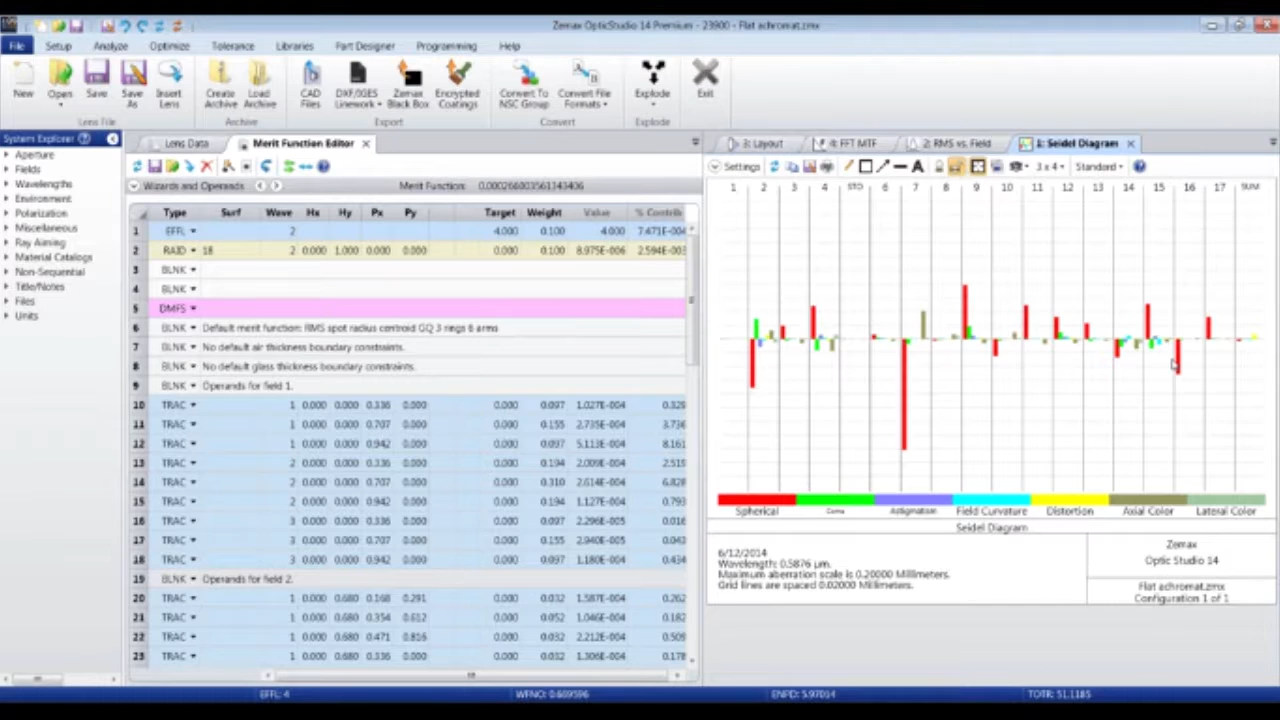 Zemax OpticStudio 14 Premium - 23900 - Flat achromat.zmx
File Setup Analyze Optimize Tolerance Libraries Part Designer Programming Help
New Open Save Save As Insert Lens Create Archive Load Archive CAD Files DXF/IGES Linework Zemax Black Box Encrypted Coatings Convert To NSC Group Convert File Formats Explode Exit
Lens File Archive Export Convert Explode
System Explorer
Aperture
Fields
Wavelengths
Environment
Polarization
Miscellaneous
Ray Aiming
Material Catalogs
Non-Sequential
Title/Notes
Files
Units
Lens Data Merit Function Editor
Wizards and Operands Merit Function: 0.000266003561343406
Type Surf Wave Hx Hy Px Py Target Weight Value % Contrib
1 EFFL 2 4.000 0.100 4.000 7.471E-004
2 RAID 18 2 0.000 1.000 0.000 0.000 0.000 0.100 8.975E-006 2.594E-003
3 BLNK
4 BLNK
5 DMFS
6 BLNK Default merit function: RMS spot radius centroid GQ 3 rings 6 arms
7 BLNK No default air thickness boundary constraints.
8 BLNK No default glass thickness boundary constraints.
9 BLNK Operands for field 1.
10 TRAC 1 0.000 0.000 0.336 0.000 0.000 0.097 1.027E-004 0.329
11 TRAC 1 0.000 0.000 0.707 0.000 0.000 0.155 2.735E-004 3.736
12 TRAC 1 0.000 0.000 0.942 0.000 0.000 0.097 5.113E-004 8.161
13 TRAC 2 0.000 0.000 0.336 0.000 0.000 0.194 2.009E-004 2.515
14 TRAC 2 0.000 0.000 0.707 0.000 0.000 0.310 2.614E-004 6.828
15 TRAC 2 0.000 0.000 0.942 0.000 0.000 0.194 1.127E-004 0.793
16 TRAC 3 0.000 0.000 0.336 0.000 0.000 0.097 2.296E-005 0.016
17 TRAC 3 0.000 0.000 0.707 0.000 0.000 0.155 2.940E-005 0.043
18 TRAC 3 0.000 0.000 0.942 0.000 0.000 0.097 1.180E-004 0.434
19 BLNK Operands for field 2.
20 TRAC 1 0.000 0.680 0.168 0.291 0.000 0.032 1.587E-004 0.262
21 TRAC 1 0.000 0.680 0.354 0.612 0.000 0.052 1.046E-004 0.182
22 TRAC 1 0.000 0.680 0.471 0.816 0.000 0.032 2.212E-004 0.509
23 TRAC 1 0.000 0.680 0.336 0.000 0.000 0.032 1.306E-004 0.178
3: Layout 4: FFT MTF 2: RMS vs. Field 1: Seidel Diagram
Settings 3 x 4 Standard
1 2 3 4 STO 6 7 8 9 10 11 12 13 14 15 16 17 SUM
Spherical Coma Astigmation Field Curvature Distortion Axial Color Lateral Color
Seidel Diagram
6/12/2014
Wavelength: 0.5876 µm.
Maximum aberration scale is 0.20000 Millimeters.
Grid lines are spaced 0.02000 Millimeters.
Zemax
Optic Studio 14
Flat achromat.zmx
Configuration 1 of 1
EFFL: 4 WFNO: 0.669596 ENPD: 5.97014 TOTR: 51.1185